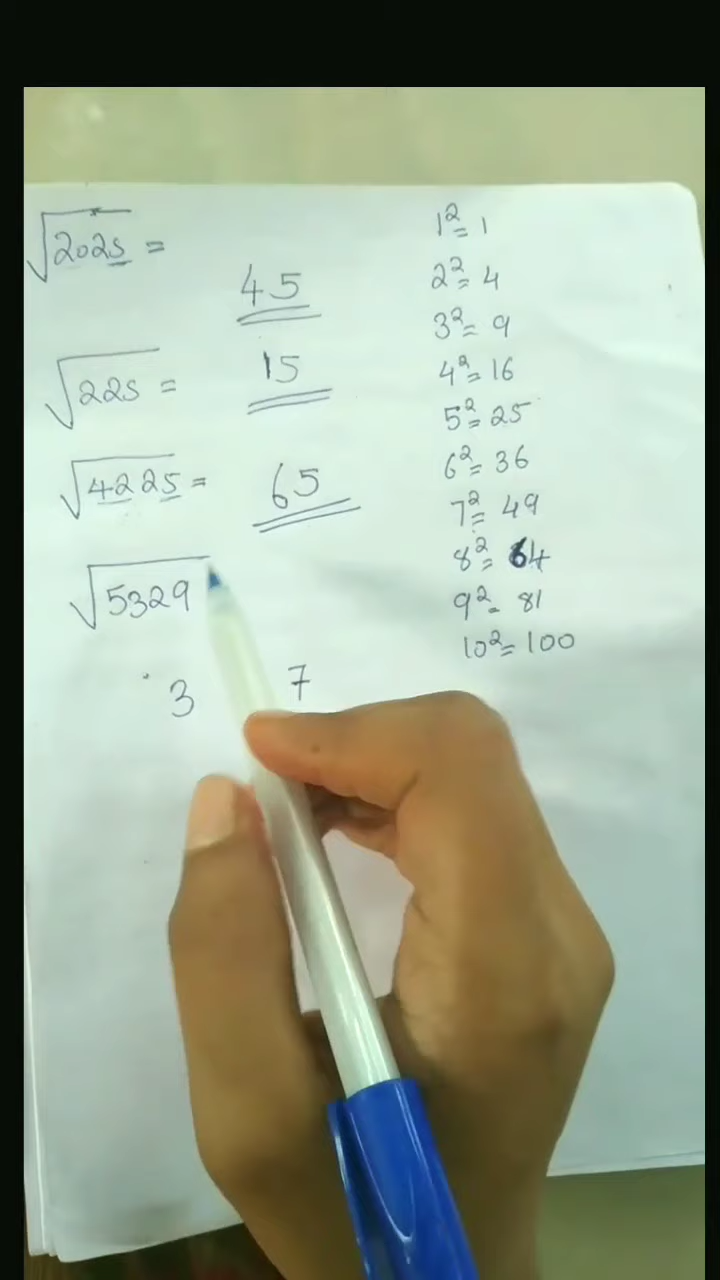 √2025 =
45
√225 = 15
√4225 = 65
√5329
3 7
1² = 1
2² = 4
3² = 9
4² = 16
5² = 25
6² = 36
7² = 49
8² = 64
9² = 81
10² = 100